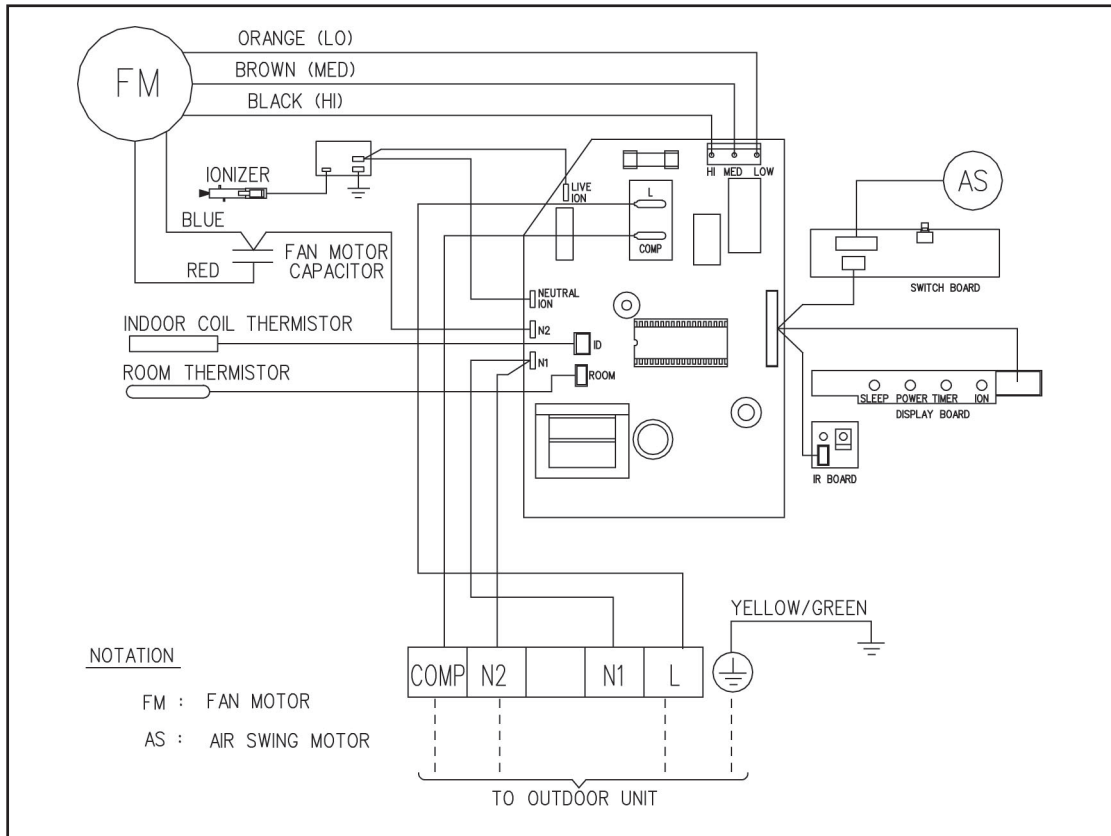 ORANGE (LO)
BROWN (MED)
BLACK (HI)
FM
IONIZER
BLUE
RED
FAN MOTOR
CAPACITOR
INDOOR COIL THERMISTOR
ROOM THERMISTOR
LIVE
ION
L
COMP
HI MED LOW
NEUTRAL
ION
N2
ID
N1
ROOM
AS
SWITCH BOARD
SLEEP POWER TIMER ION
DISPLAY BOARD
IR BOARD
YELLOW/GREEN
COMP N2 N1 L
TO OUTDOOR UNIT
NOTATION
FM : FAN MOTOR
AS : AIR SWING MOTOR